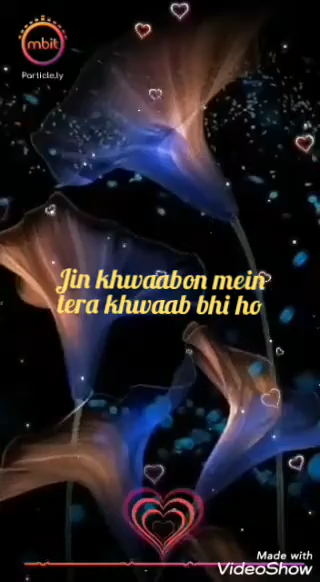 mbit
Particle.ly
Jin khwaabon mein
tera khwaab bhi ho
Made with
VideoShow